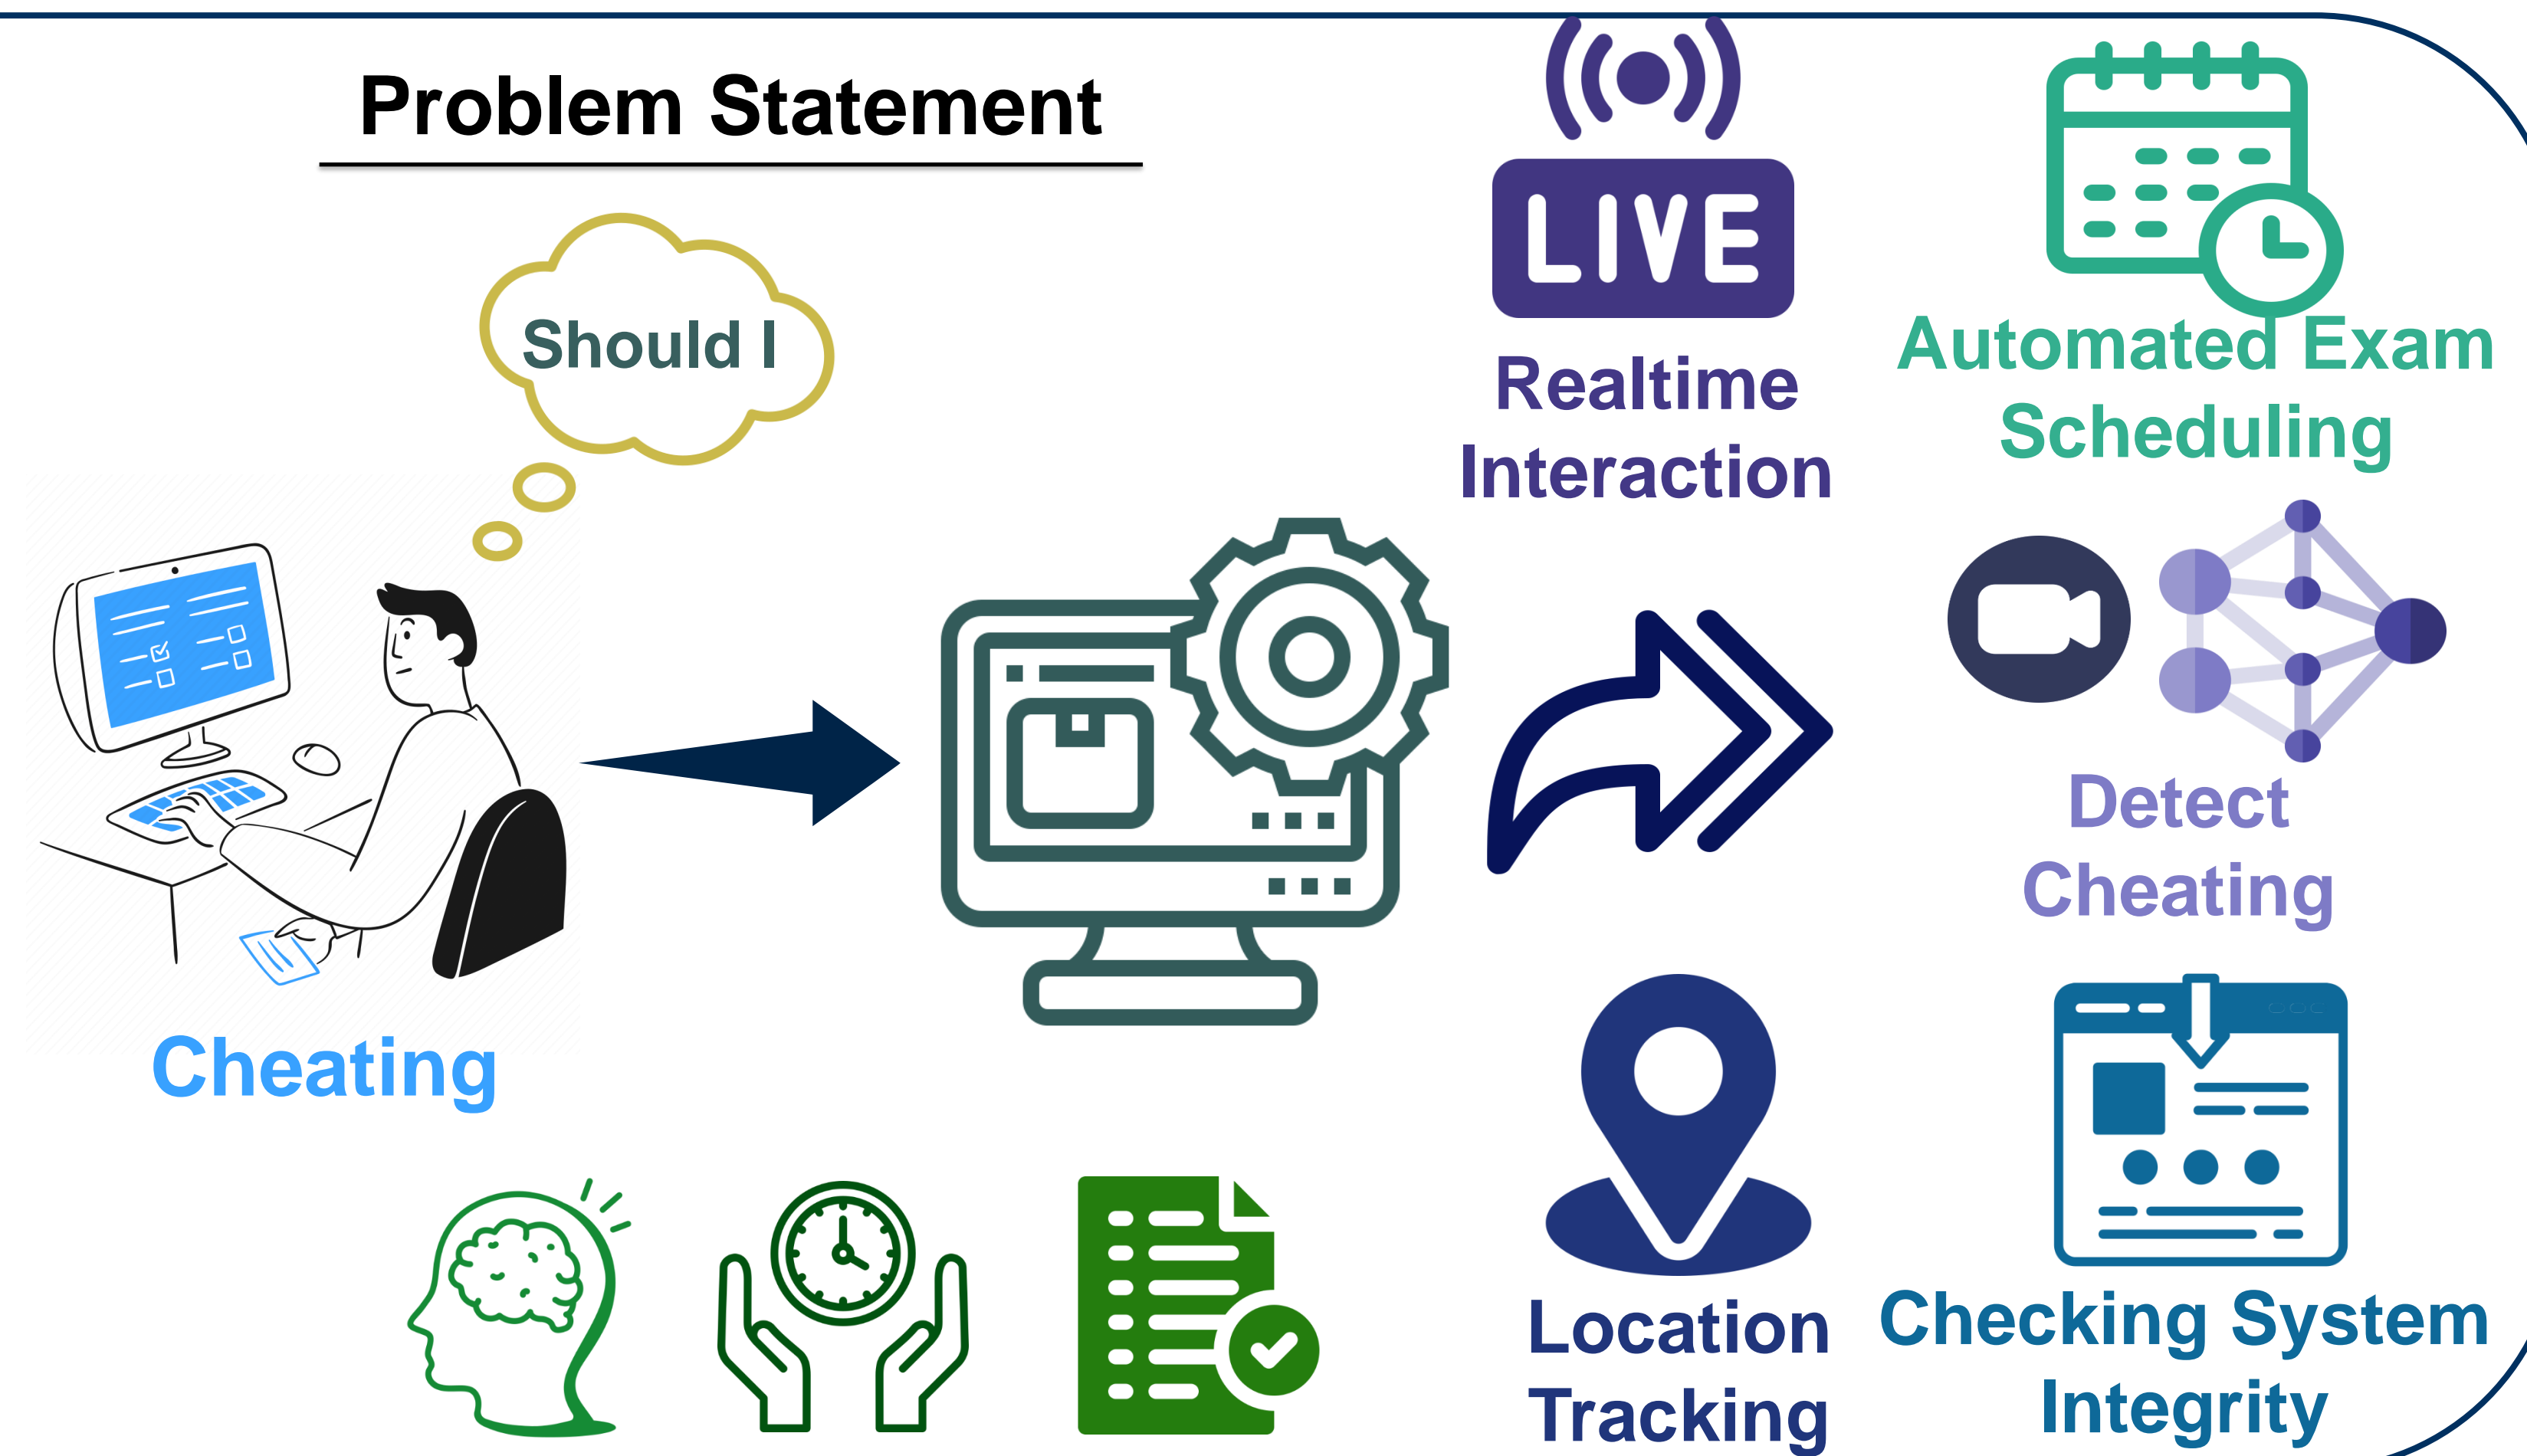 Problem Statement
Should I
Cheating
LIVE
Realtime
Interaction
Automated Exam
Scheduling
Detect
Cheating
Location
Tracking
Checking System
Integrity